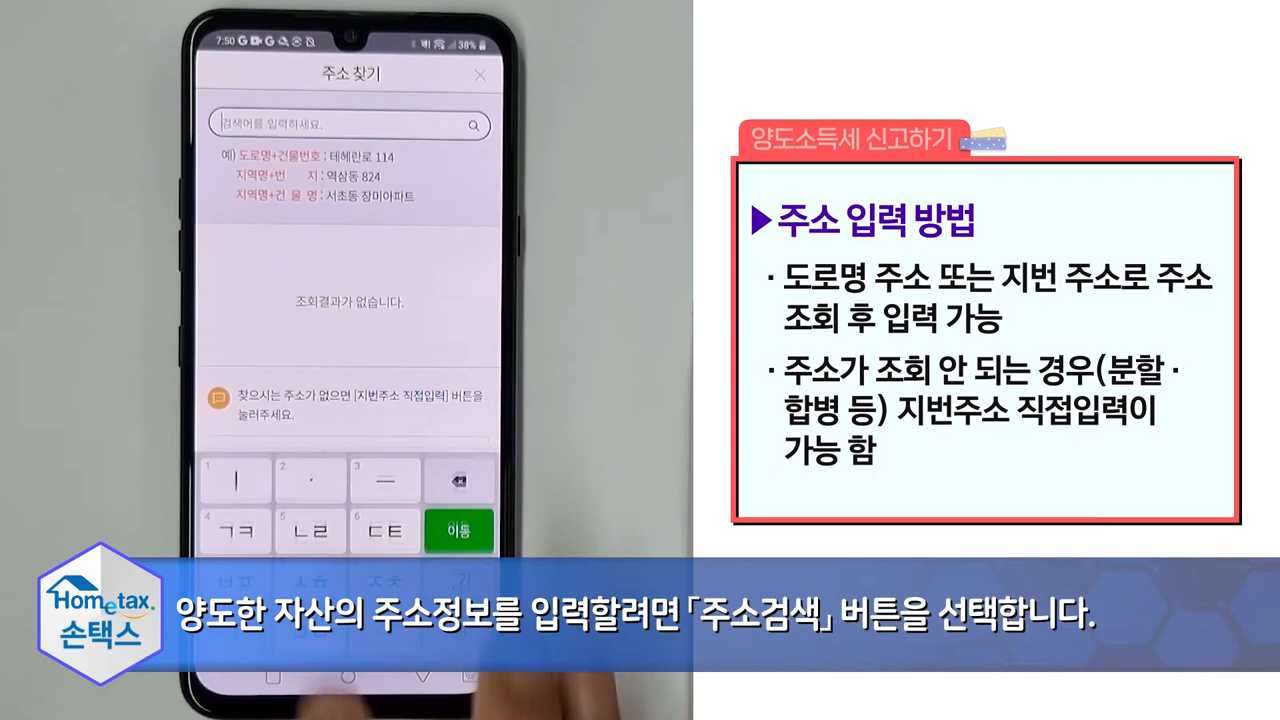 7:50
38%
주소 찾기
검색어를 입력하세요.
예) 도로명+건물번호 : 테헤란로 114
지역명+번 지 : 역삼동 824
지역명+건 물 명 : 서초동 장미아파트
조회결과가 없습니다.
찾으시는 주소가 없으면 [지번주소 직접입력] 버튼을
눌러주세요.
1 ㅣ 2 · 3 ㅡ
4 ㄱㅋ 5 ㄴㄹ 6 ㄷㅌ 이동
양도소득세 신고하기
▶주소 입력 방법
· 도로명 주소 또는 지번 주소로 주소
조회 후 입력 가능
· 주소가 조회 안 되는 경우(분할 ·
합병 등) 지번주소 직접입력이
가능 함
Hometax.
손택스
양도한 자산의 주소정보를 입력할려면 「주소검색」 버튼을 선택합니다.